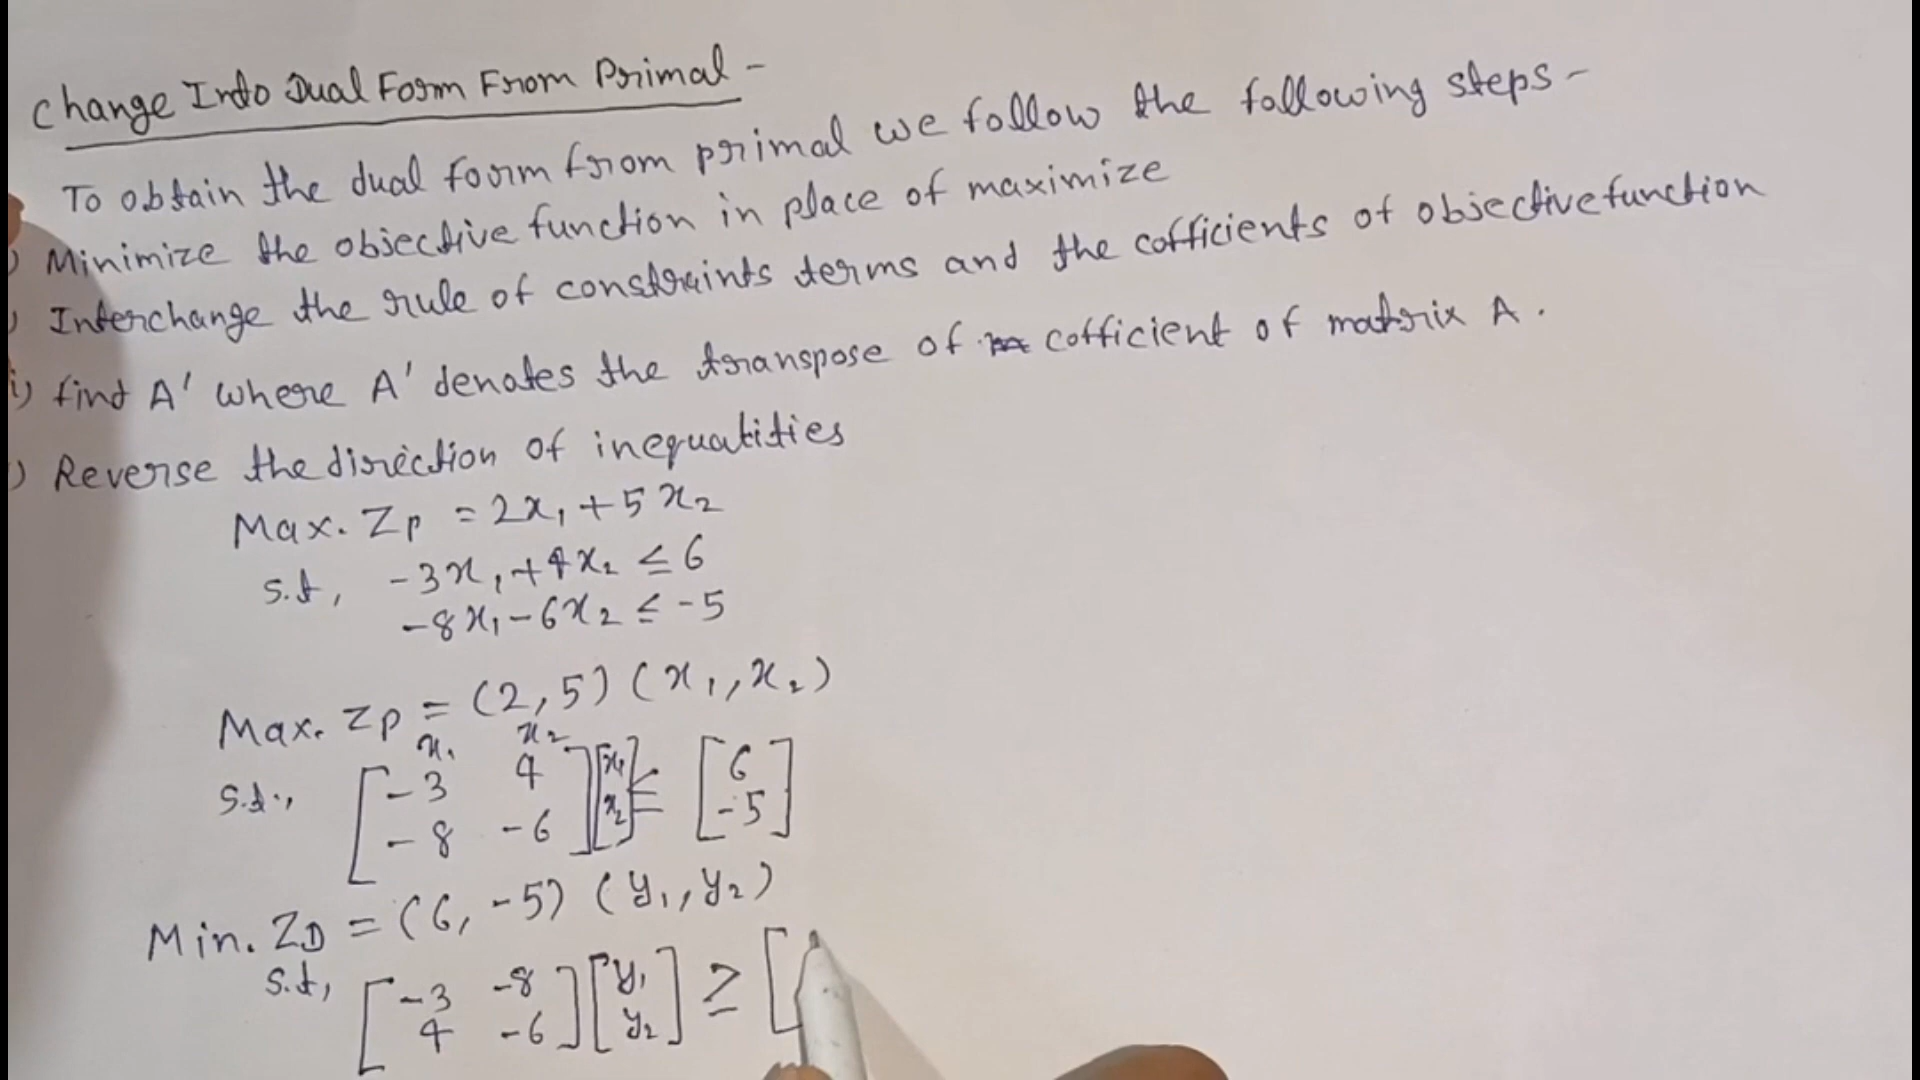 Change Into Dual Form From Primal -
To obtain the dual form from primal we follow the following steps -
) Minimize the objective function in place of maximize
) Interchange the rule of constraints terms and the cofficients of objective function
i) find A' where A' denotes the transpose of cofficient of matrix A.
) Reverse the direction of inequatities
Max. Zp = 2x₁ + 5x₂
s.t, -3x₁ + 4x₂ ≤ 6
-8x₁ - 6x₂ ≤ -5
Max. Zp = (2, 5) (x₁, x₂)
x₁ x₂
s.t., [-3 4] [x₁] ≤ [6]
[-8 -6] [x₂] [-5]
Min. ZD = (6, -5) (y₁, y₂)
s.t, [-3 -8] [y₁] ≥ [
[4 -6] [y₂]